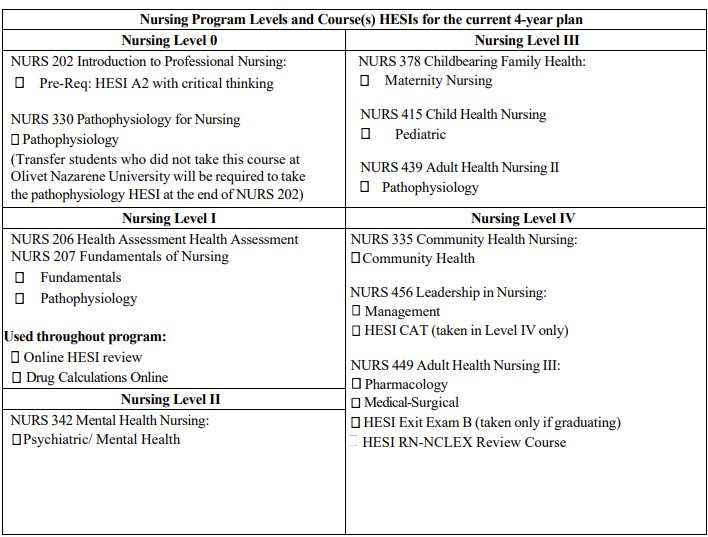 Nursing Program Levels and Course(s) HESIs for the current 4-year plan
Nursing Level 0
NURS 202 Introduction to Professional Nursing:
Pre-Req: HESI A2 with critical thinking
NURS 330 Pathophysiology for Nursing
Pathophysiology
(Transfer students who did not take this course at
Olivet Nazarene University will be required to take
the pathophysiology HESI at the end of NURS 202)
Nursing Level III
NURS 378 Childbearing Family Health:
Maternity Nursing
NURS 415 Child Health Nursing
Pediatric
NURS 439 Adult Health Nursing II
Pathophysiology
Nursing Level I
NURS 206 Health Assessment Health Assessment
NURS 207 Fundamentals of Nursing
Fundamentals
Pathophysiology
Used throughout program:
Online HESI review
Drug Calculations Online
Nursing Level II
NURS 342 Mental Health Nursing:
Psychiatric/ Mental Health
Nursing Level IV
NURS 335 Community Health Nursing:
Community Health
NURS 456 Leadership in Nursing:
Management
HESI CAT (taken in Level IV only)
NURS 449 Adult Health Nursing III:
Pharmacology
Medical-Surgical
HESI Exit Exam B (taken only if graduating)
HESI RN-NCLEX Review Course